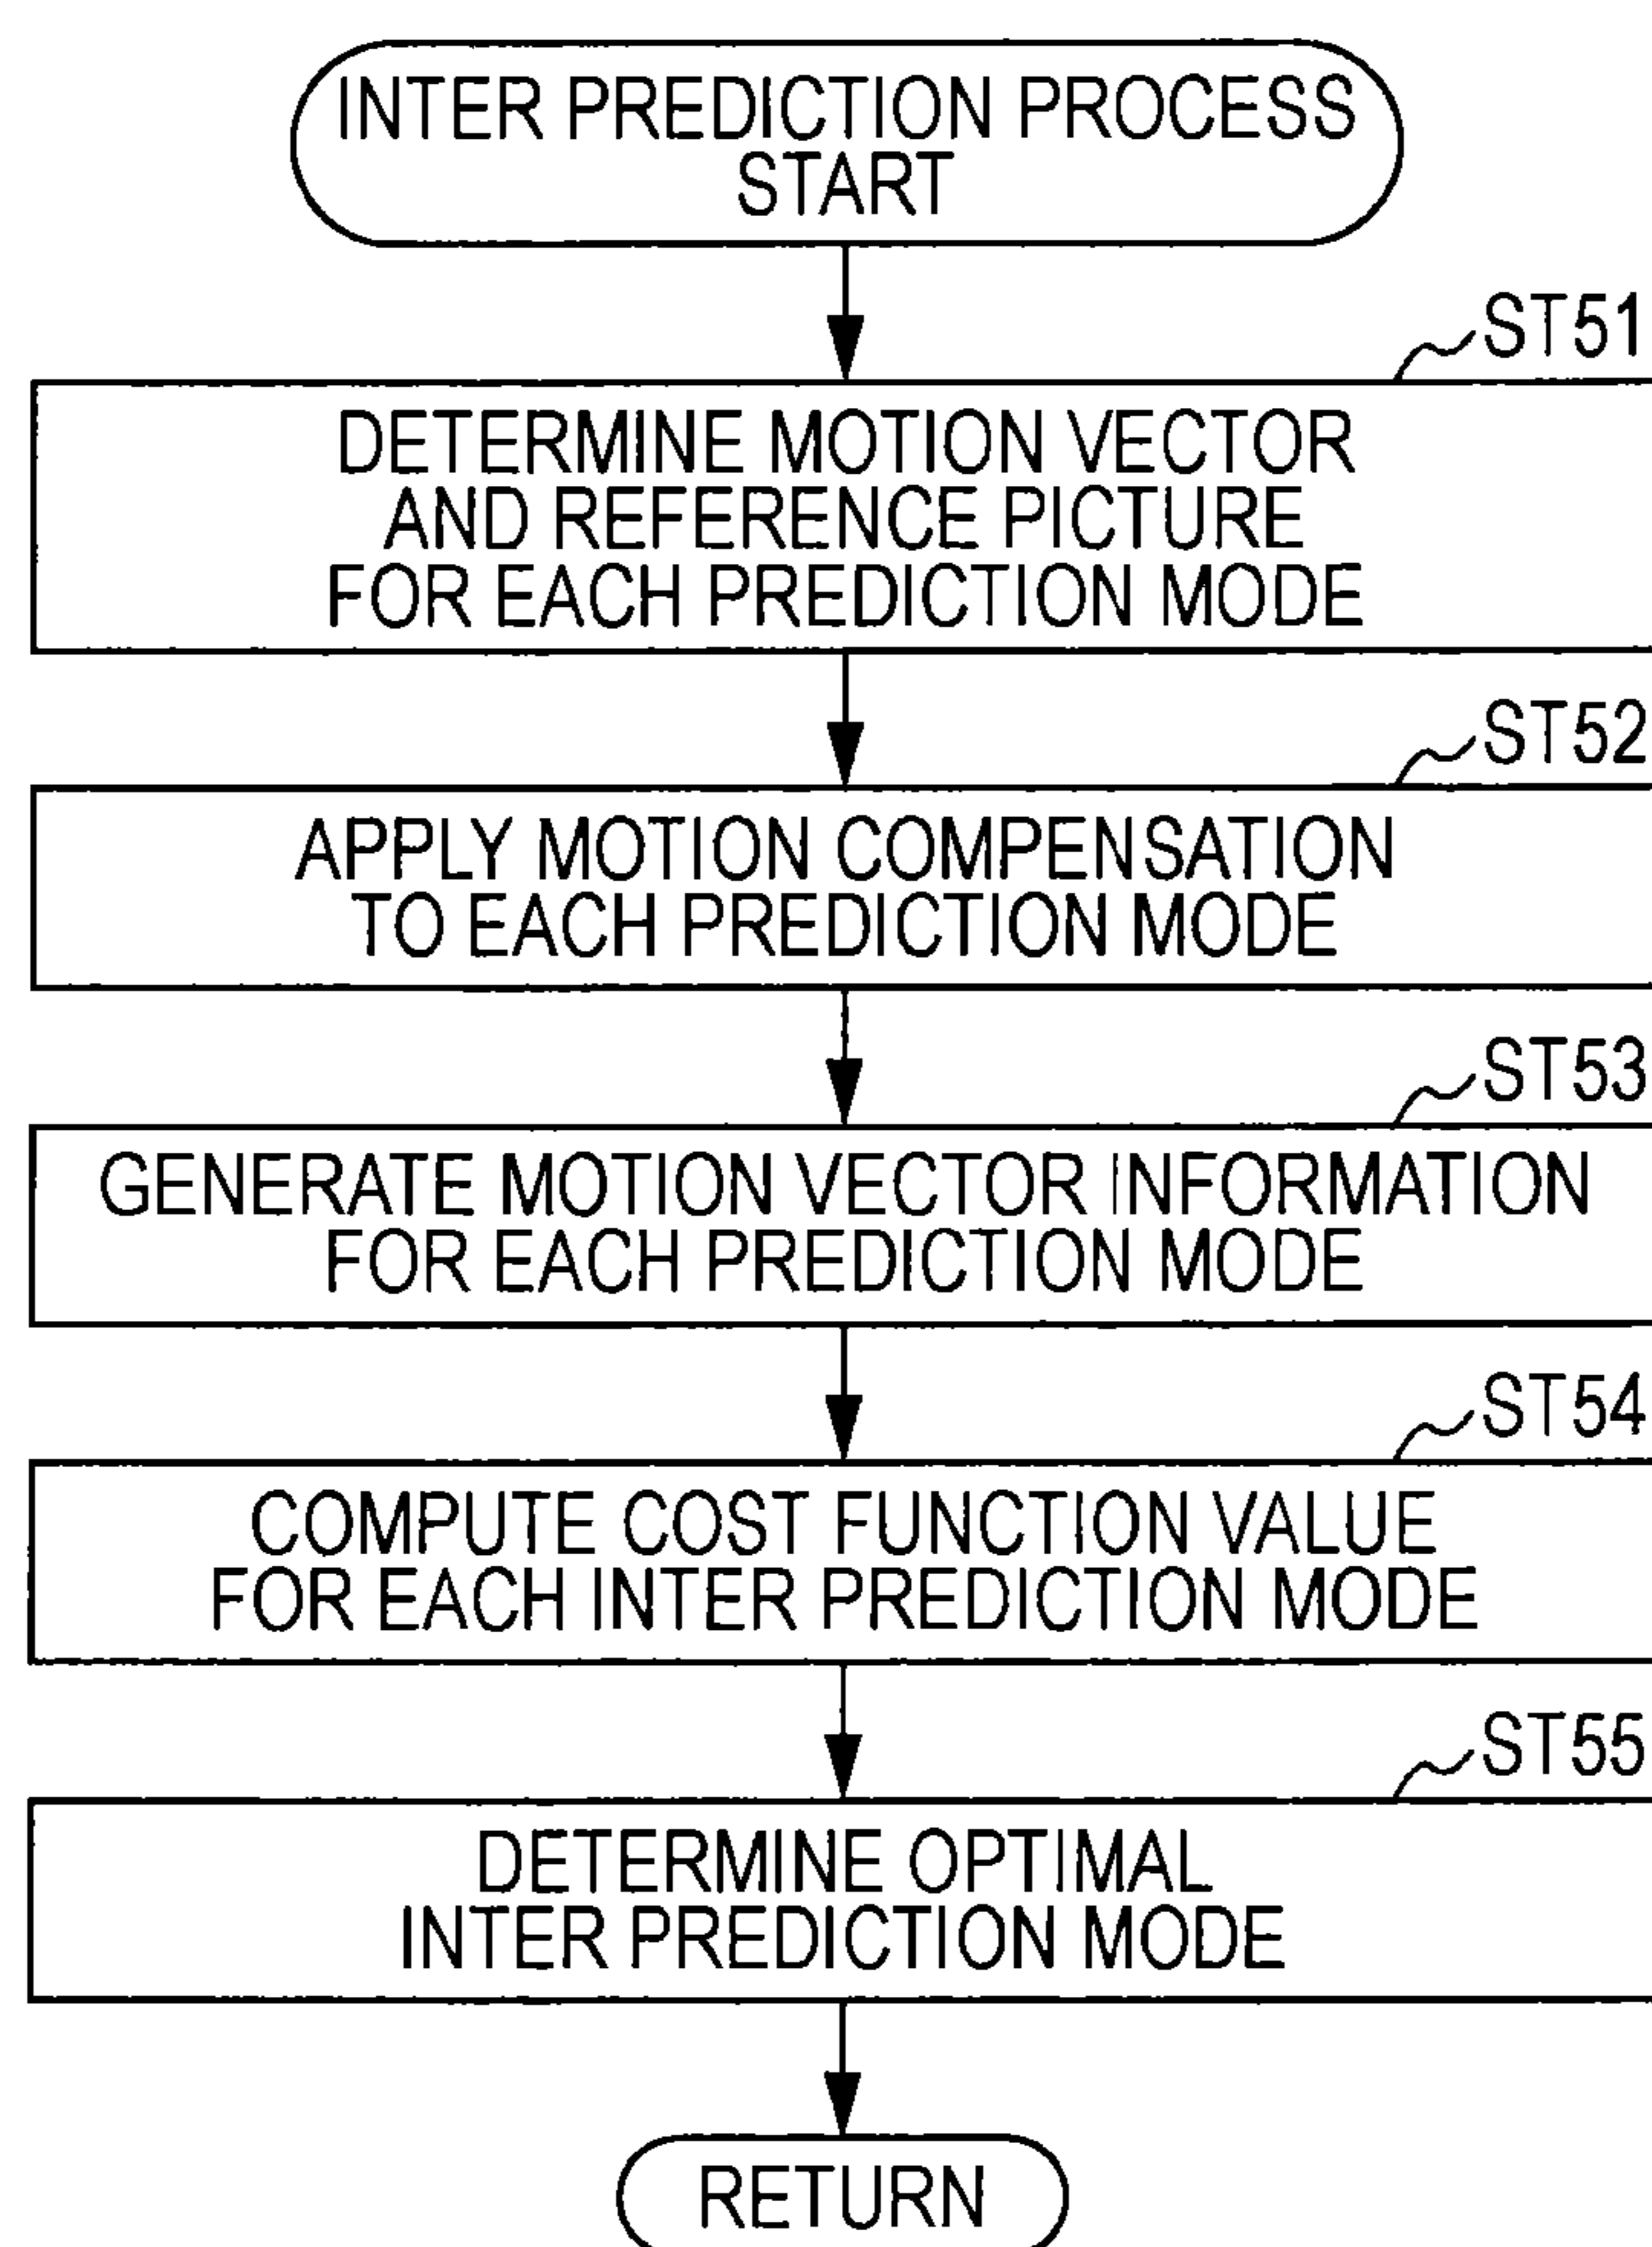 INTER PREDICTION PROCESS
START
ST51
DETERMINE MOTION VECTOR
AND REFERENCE PICTURE
FOR EACH PREDICTION MODE
ST52
APPLY MOTION COMPENSATION
TO EACH PREDICTION MODE
ST53
GENERATE MOTION VECTOR INFORMATION
FOR EACH PREDICTION MODE
ST54
COMPUTE COST FUNCTION VALUE
FOR EACH INTER PREDICTION MODE
ST55
DETERMINE OPTIMAL
INTER PREDICTION MODE
RETURN